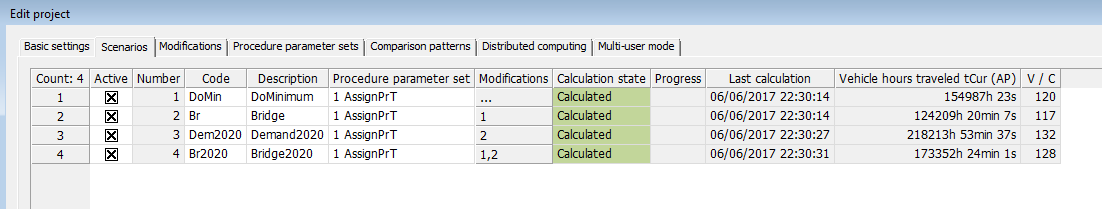 Edit project
Basic settings Scenarios Modifications Procedure parameter sets Comparison patterns Distributed computing Multi-user mode
Count: 4 Active Number Code Description Procedure parameter set Modifications Calculation state Progress Last calculation Vehicle hours traveled tCur (AP) V / C
1 1 DoMin DoMinimum 1 AssignPrT ... Calculated 06/06/2017 22:30:14 154987h 23s 120
2 2 Br Bridge 1 AssignPrT 1 Calculated 06/06/2017 22:30:14 124209h 20min 7s 117
3 3 Dem2020 Demand2020 1 AssignPrT 2 Calculated 06/06/2017 22:30:27 218213h 53min 37s 132
4 4 Br2020 Bridge2020 1 AssignPrT 1,2 Calculated 06/06/2017 22:30:31 173352h 24min 1s 128